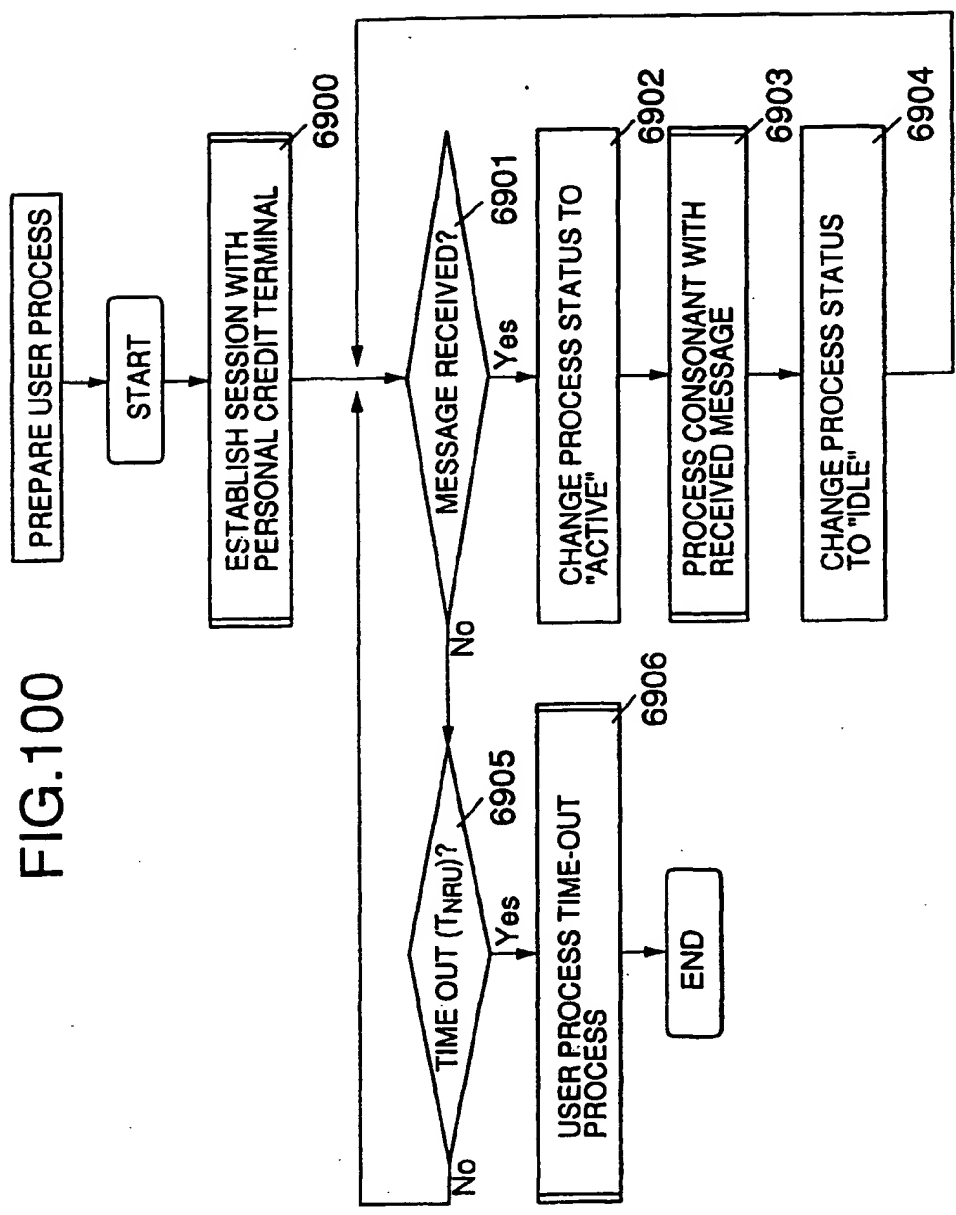 FIG.100
PREPARE USER PROCESS
START
ESTABLISH SESSION WITH
PERSONAL CREDIT TERMINAL
6900
MESSAGE RECEIVED?
6901
Yes
No
CHANGE PROCESS STATUS TO
"ACTIVE"
6902
PROCESS CONSONANT WITH
RECEIVED MESSAGE
6903
CHANGE PROCESS STATUS
TO "IDLE"
6904
TIME OUT (TNRU)?
6905
Yes
No
USER PROCESS TIME-OUT
PROCESS
6906
END